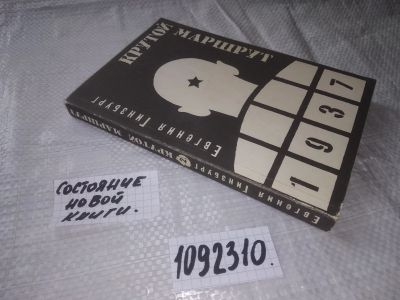 КРУТОЙ
МАРШРУТ
ЕВГЕНИЯ ГИНЗБУРГ
1937
КРУТОЙ МАРШРУТ
ЕВГЕНИЯ ГИНЗБУРГ
СОСТОЯНИЕ
НОВОЙ
КНИГИ.
1092310.